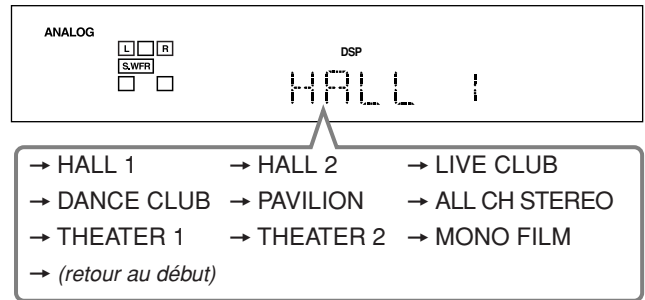 ANALOG
L R
DSP
S.WFR
HALL 1
→ HALL 1 → HALL 2 → LIVE CLUB
→ DANCE CLUB → PAVILION → ALL CH STEREO
→ THEATER 1 → THEATER 2 → MONO FILM
→ (retour au début)